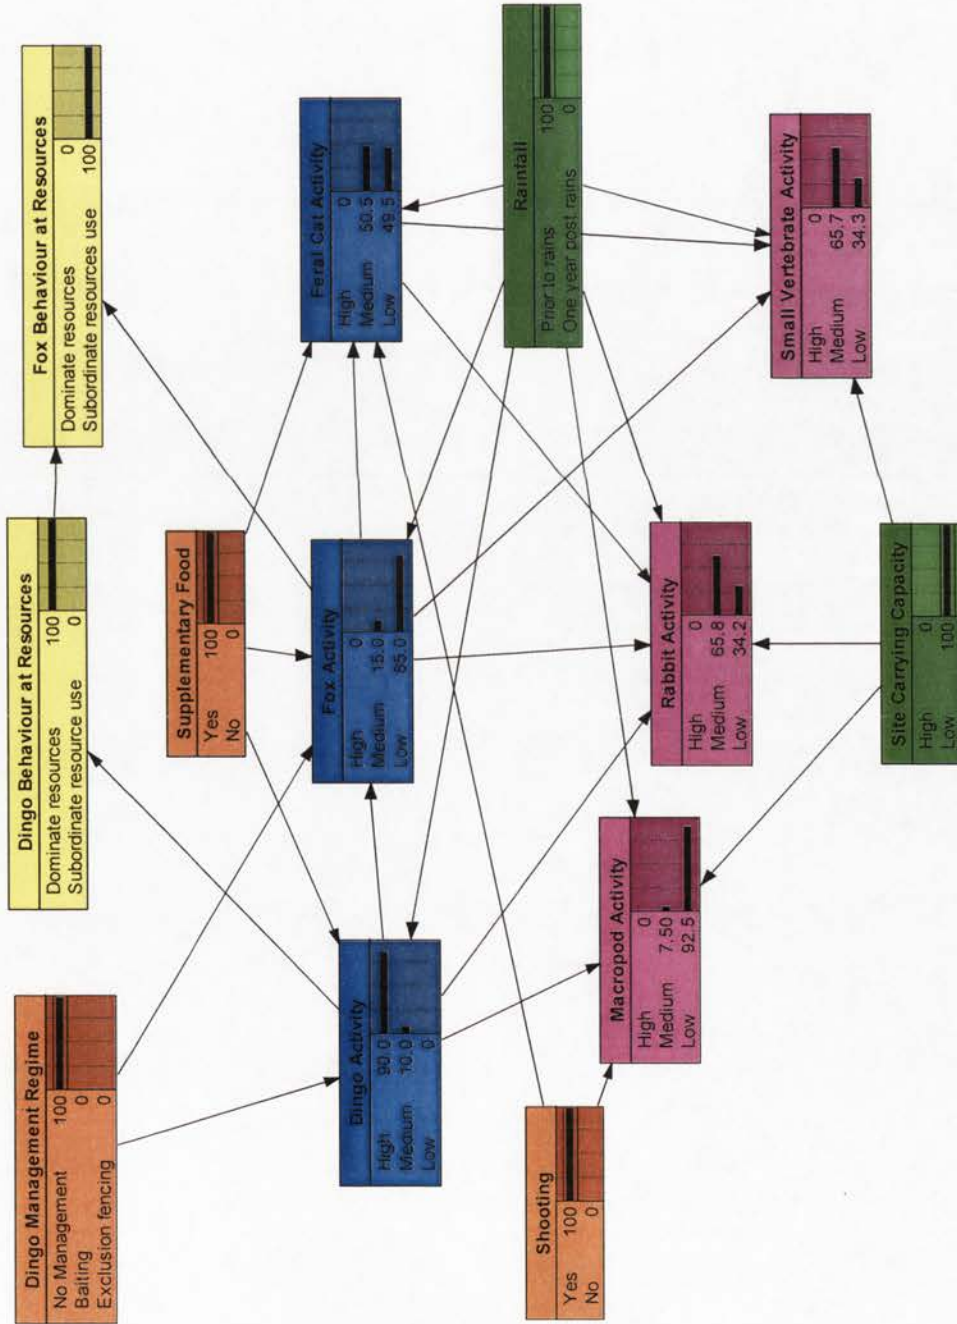 Dingo Management Regime
No Management 100
Baiting 0
Exclusion fencing 0
Dingo Behaviour at Resources
Dominate resources 100
Subordinate resource use 0
Fox Behaviour at Resources
Dominate resources 0
Subordinate resources use 100
Supplementary Food
Yes 100
No 0
Dingo Activity
High 90.0
Medium 10.0
Low 0
Fox Activity
High 0
Medium 15.0
Low 85.0
Feral Cat Activity
High 0
Medium 50.5
Low 49.5
Shooting
Yes 100
No 0
Rainfall
Prior to rains 100
One year post rains 0
Macropod Activity
High 0
Medium 7.50
Low 92.5
Rabbit Activity
High 0
Medium 65.8
Low 34.2
Small Vertebrate Activity
High 0
Medium 65.7
Low 34.3
Site Carrying Capacity
High 0
Low 100